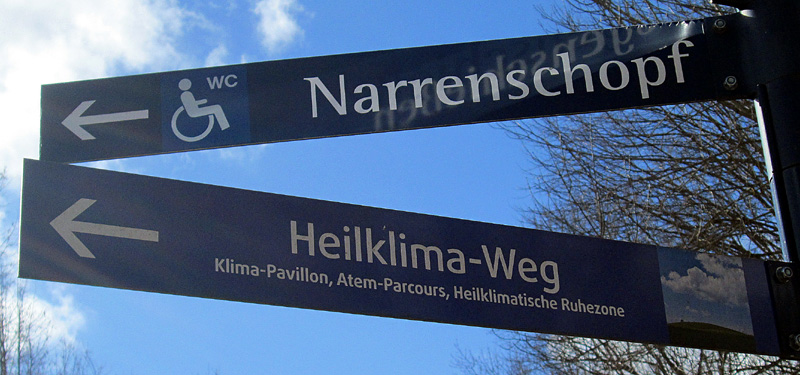 WC
Narrenschopf
Heilklima-Weg
Klima-Pavillon, Atem-Parcours, Heilklimatische Ruhezone